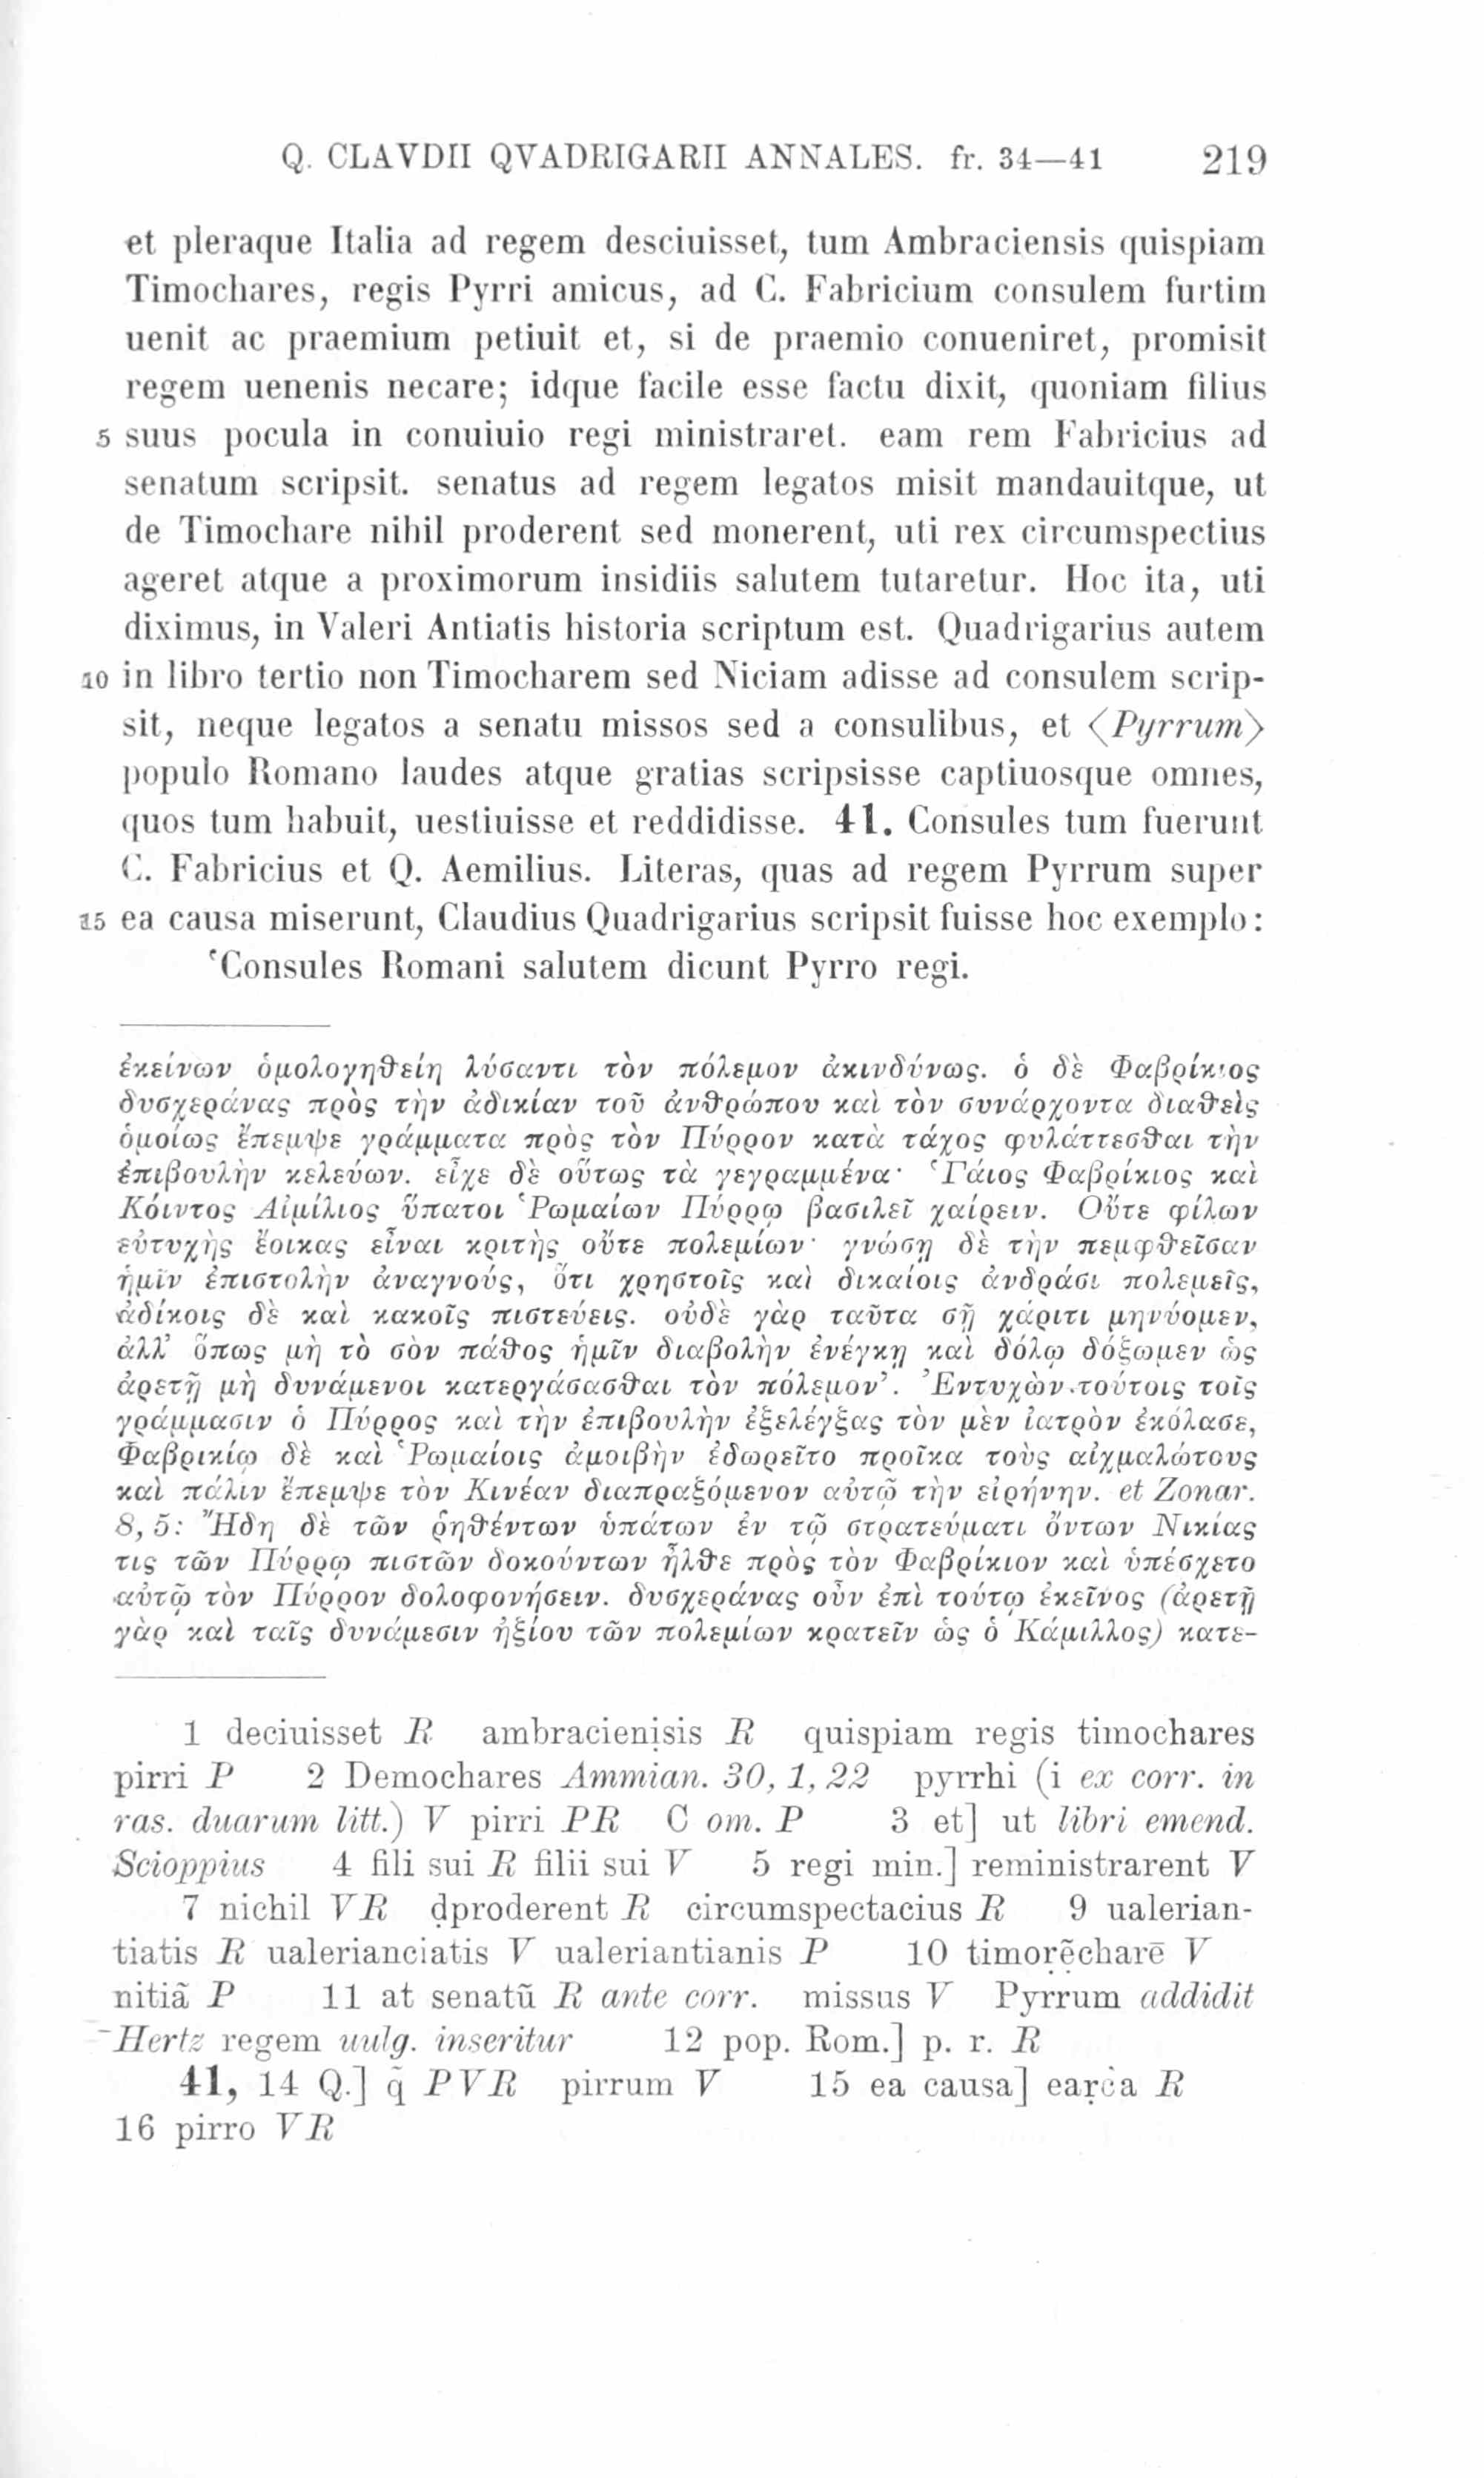 Q. CLAVDII QVADRIGARII ANNALES. fr. 34—41 219
et pleraque Italia ad regem desciuisset, tum Ambraciensis quispiam
Timochares, regis Pyrri amicus, ad C. Fabricium consulem furtim
uenit ac praemium petiuit et, si de praemio conueniret, promisit
regem uenenis necare; idque facile esse factu dixit, quoniam filius
5 suus pocula in conuiuio regi ministraret. eam rem Fabricius ad
senatum scripsit. senatus ad regem legatos misit mandauitque, ut
de Timochare nihil proderent sed monerent, uti rex circumspectius
ageret atque a proximorum insidiis salutem tutaretur. Hoc ita, uti
diximus, in Valeri Antiatis historia scriptum est. Quadrigarius autem
10 in libro tertio non Timocharem sed Niciam adisse ad consulem scrip-
sit, neque legatos a senatu missos sed a consulibus, et ⟨Pyrrum⟩
populo Romano laudes atque gratias scripsisse captiuosque omnes,
quos tum habuit, uestiuisse et reddidisse. 41. Consules tum fuerunt
C. Fabricius et Q. Aemilius. Literas, quas ad regem Pyrrum super
15 ea causa miserunt, Claudius Quadrigarius scripsit fuisse hoc exemplo:
‘Consules Romani salutem dicunt Pyrro regi.
ἐκείνων ὁμολογηθείη λύσαντι τὸν πόλεμον ἀκινδύνως. ὁ δὲ Φαβρίκιος
δυσχεράνας πρὸς τὴν ἀδικίαν τοῦ ἀνθρώπου καὶ τὸν συνάρχοντα διαθεὶς
ὁμοίως ἔπεμψε γράμματα πρὸς τὸν Πύρρον κατὰ τάχος φυλάττεσθαι τὴν
ἐπιβουλὴν κελεύων. εἶχε δὲ οὕτως τὰ γεγραμμένα· ‘Γάιος Φαβρίκιος καὶ
Κόιντος Αἰμίλιος ὕπατοι Ῥωμαίων Πύρρῳ βασιλεῖ χαίρειν. Οὔτε φίλων
εὐτυχὴς ἔοικας εἶναι κριτὴς οὔτε πολεμίων· γνώσῃ δὲ τὴν πεμφθεῖσαν
ἡμῖν ἐπιστολὴν ἀναγνούς, ὅτι χρηστοῖς καὶ δικαίοις ἀνδράσι πολεμεῖς,
ἀδίκοις δὲ καὶ κακοῖς πιστεύεις. οὐδὲ γὰρ ταῦτα σῇ χάριτι μηνύομεν,
ἀλλ’ ὅπως μὴ τὸ σὸν πάθος ἡμῖν διαβολὴν ἐνέγκῃ καὶ δόλῳ δόξωμεν ὡς
ἀρετῇ μὴ δυνάμενοι κατεργάσασθαι τὸν πόλεμον’. Ἐντυχὼν τούτοις τοῖς
γράμμασιν ὁ Πύρρος καὶ τὴν ἐπιβουλὴν ἐξελέγξας τὸν μὲν ἰατρὸν ἐκόλασε,
Φαβρικίῳ δὲ καὶ Ῥωμαίοις ἀμοιβὴν ἐδωρεῖτο προῖκα τοὺς αἰχμαλώτους
καὶ πάλιν ἔπεμψε τὸν Κινέαν διαπραξόμενον αὐτῷ τὴν εἰρήνην. et Zonar.
8, 5: Ἤδη δὲ τῶν ῥηθέντων ὑπάτων ἐν τῷ στρατεύματι ὄντων Νικίας
τις τῶν Πύρρῳ πιστῶν δοκούντων ἦλθε πρὸς τὸν Φαβρίκιον καὶ ὑπέσχετο
αὐτῷ τὸν Πύρρον δολοφονήσειν. δυσχεράνας οὖν ἐπὶ τούτῳ ἐκεῖνος (ἀρετῇ
γὰρ καὶ ταῖς δυνάμεσιν ἠξίου τῶν πολεμίων κρατεῖν ὡς ὁ Κάμιλλος) κατε-
1 deciuisset R ambracienịsis R quispiam regis timochares
pirri P 2 Demochares Ammian. 30, 1, 22 pyrrhi (i ex corr. in
ras. duarum litt.) V pirri PR C om. P 3 et] ut libri emend.
Scioppius 4 fili sui R filii sui V 5 regi min.] reministrarent V
7 nichil VR ḍproderent R circumspectacius R 9 ualerian-
tiatis R ualerianciatis V ualeriantianis P 10 timoṛẹ̃charē V
nitiã P 11 at senatũ R ante corr. missus V Pyrrum addidit
Hertz regem uulg. inseritur 12 pop. Rom.] p. r. R
41, 14 Q.] q̃ PVR pirrum V 15 ea causa] eaṛcȧ R
16 pirro VR